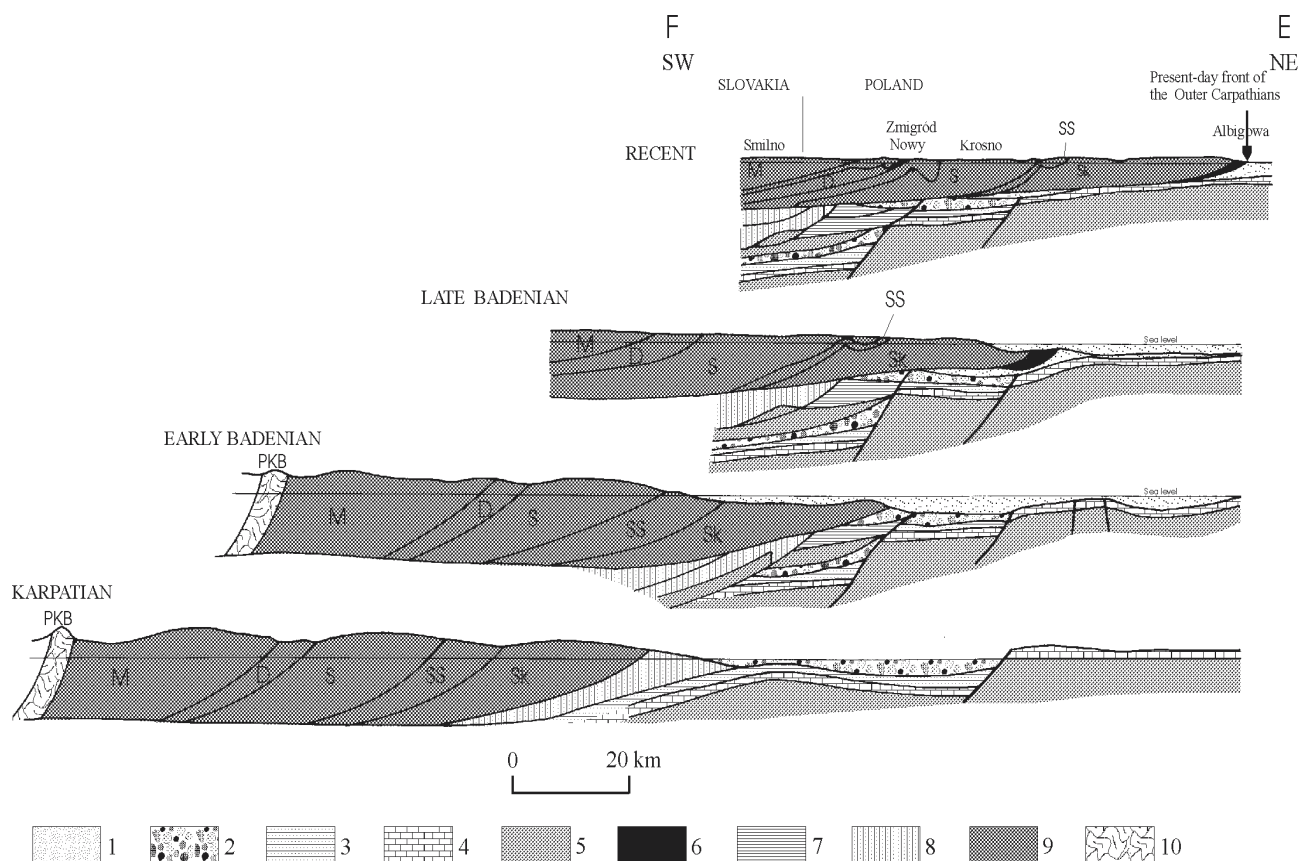 F E
SW NE
SLOVAKIA POLAND
Present-day front of
the Outer Carpathians
RECENT
Smilno
Zmigród
Nowy
Krosno
SS
Albigowa
M D S Sk
LATE BADENIAN
SS
M D S Sk
Sea level
EARLY BADENIAN
PKB
M D S SS Sk
Sea level
KARPATIAN
PKB
M D S SS Sk
0 20 km
1 2 3 4 5 6 7 8 9 10